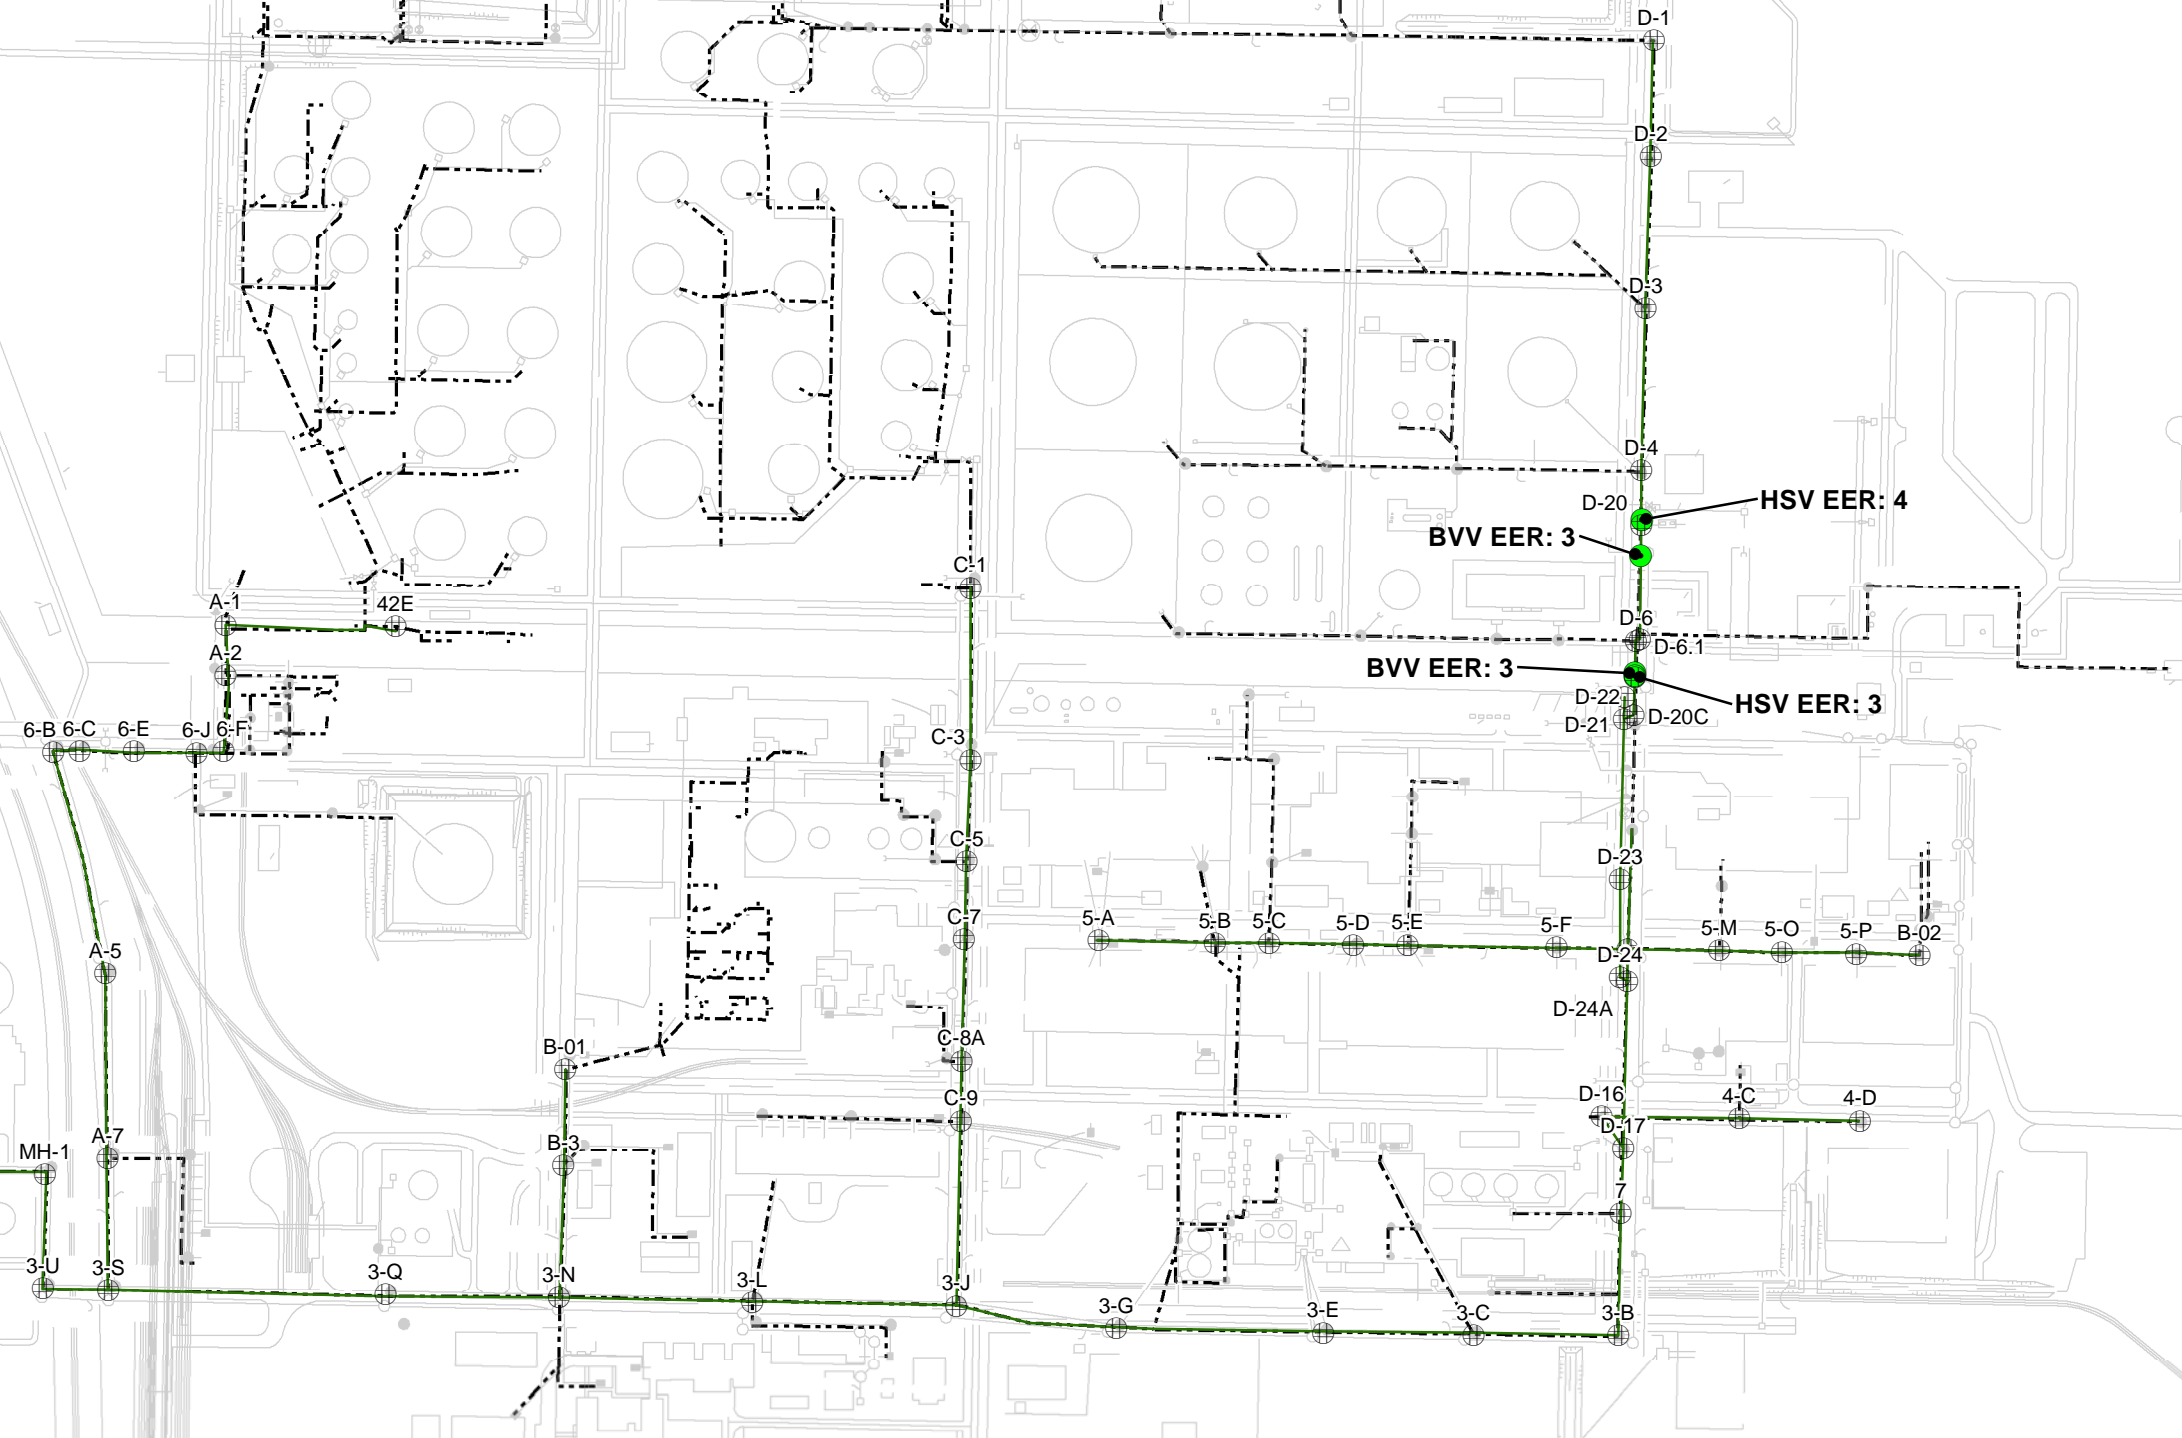 D-1
D-2
D-3
D-4
D-20
HSV EER: 4
BVV EER: 3
C-1
A-1
42E
D-6
D-6.1
A-2
BVV EER: 3
HSV EER: 3
D-22
D-21
D-20C
6-B
6-C
6-E
6-J
6-F
C-3
C-5
D-23
C-7
5-A
5-B
5-C
5-D
5-E
5-F
5-M
5-O
5-P
B-02
A-5
D-24
D-24A
B-01
C-8A
C-9
D-16
4-C
4-D
D-17
MH-1
A-7
B-3
7
3-U
3-S
3-Q
3-N
3-L
3-J
3-G
3-E
3-C
3-B